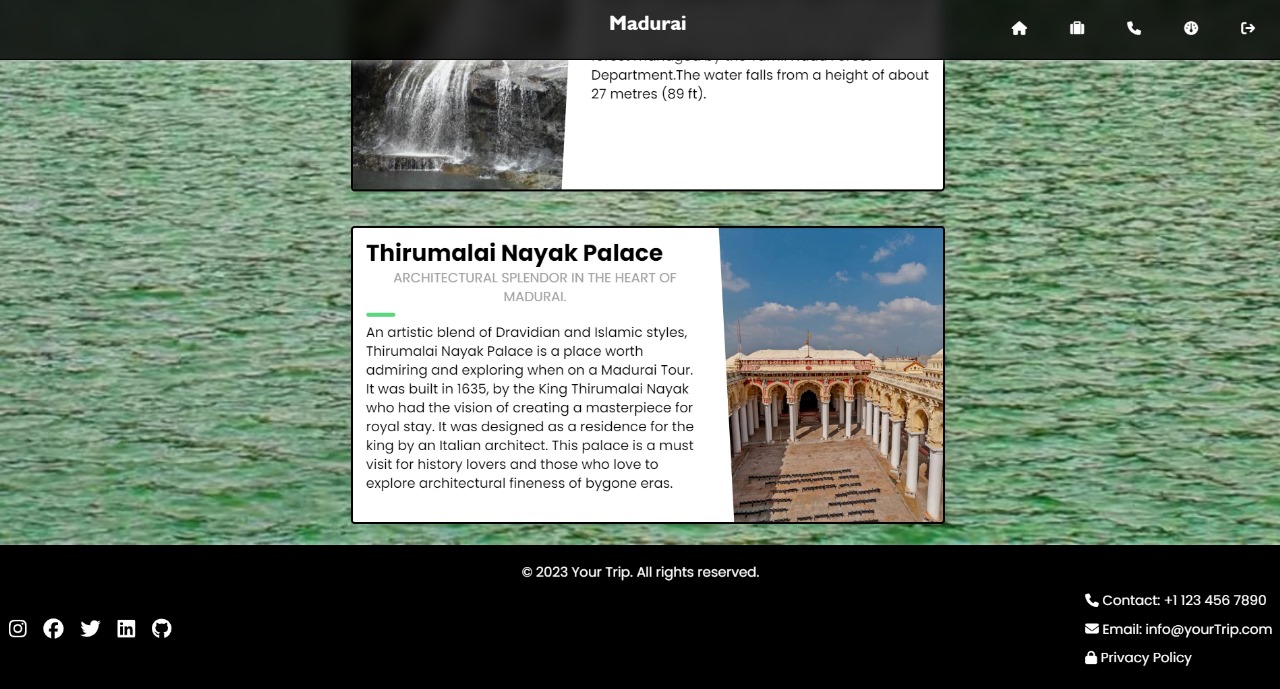 Madurai
Department.The water falls from a height of about
27 metres (89 ft).
Thirumalai Nayak Palace
ARCHITECTURAL SPLENDOR IN THE HEART OF
MADURAI.
An artistic blend of Dravidian and Islamic styles,
Thirumalai Nayak Palace is a place worth
admiring and exploring when on a Madurai Tour.
It was built in 1635, by the King Thirumalai Nayak
who had the vision of creating a masterpiece for
royal stay. It was designed as a residence for the
king by an Italian architect. This palace is a must
visit for history lovers and those who love to
explore architectural fineness of bygone eras.
© 2023 Your Trip. All rights reserved.
Contact: +1 123 456 7890
Email: info@yourTrip.com
Privacy Policy